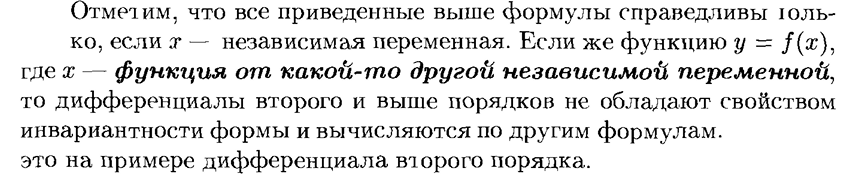 Отметим, что все приведенные выше формулы справедливы толь-
ко, если x — независимая переменная. Если же функцию y = f(x),
где x — функция от какой-то другой независимой переменной,
то дифференциалы второго и выше порядков не обладают свойством
инвариантности формы и вычисляются по другим формулам.
это на примере дифференциала второго порядка.